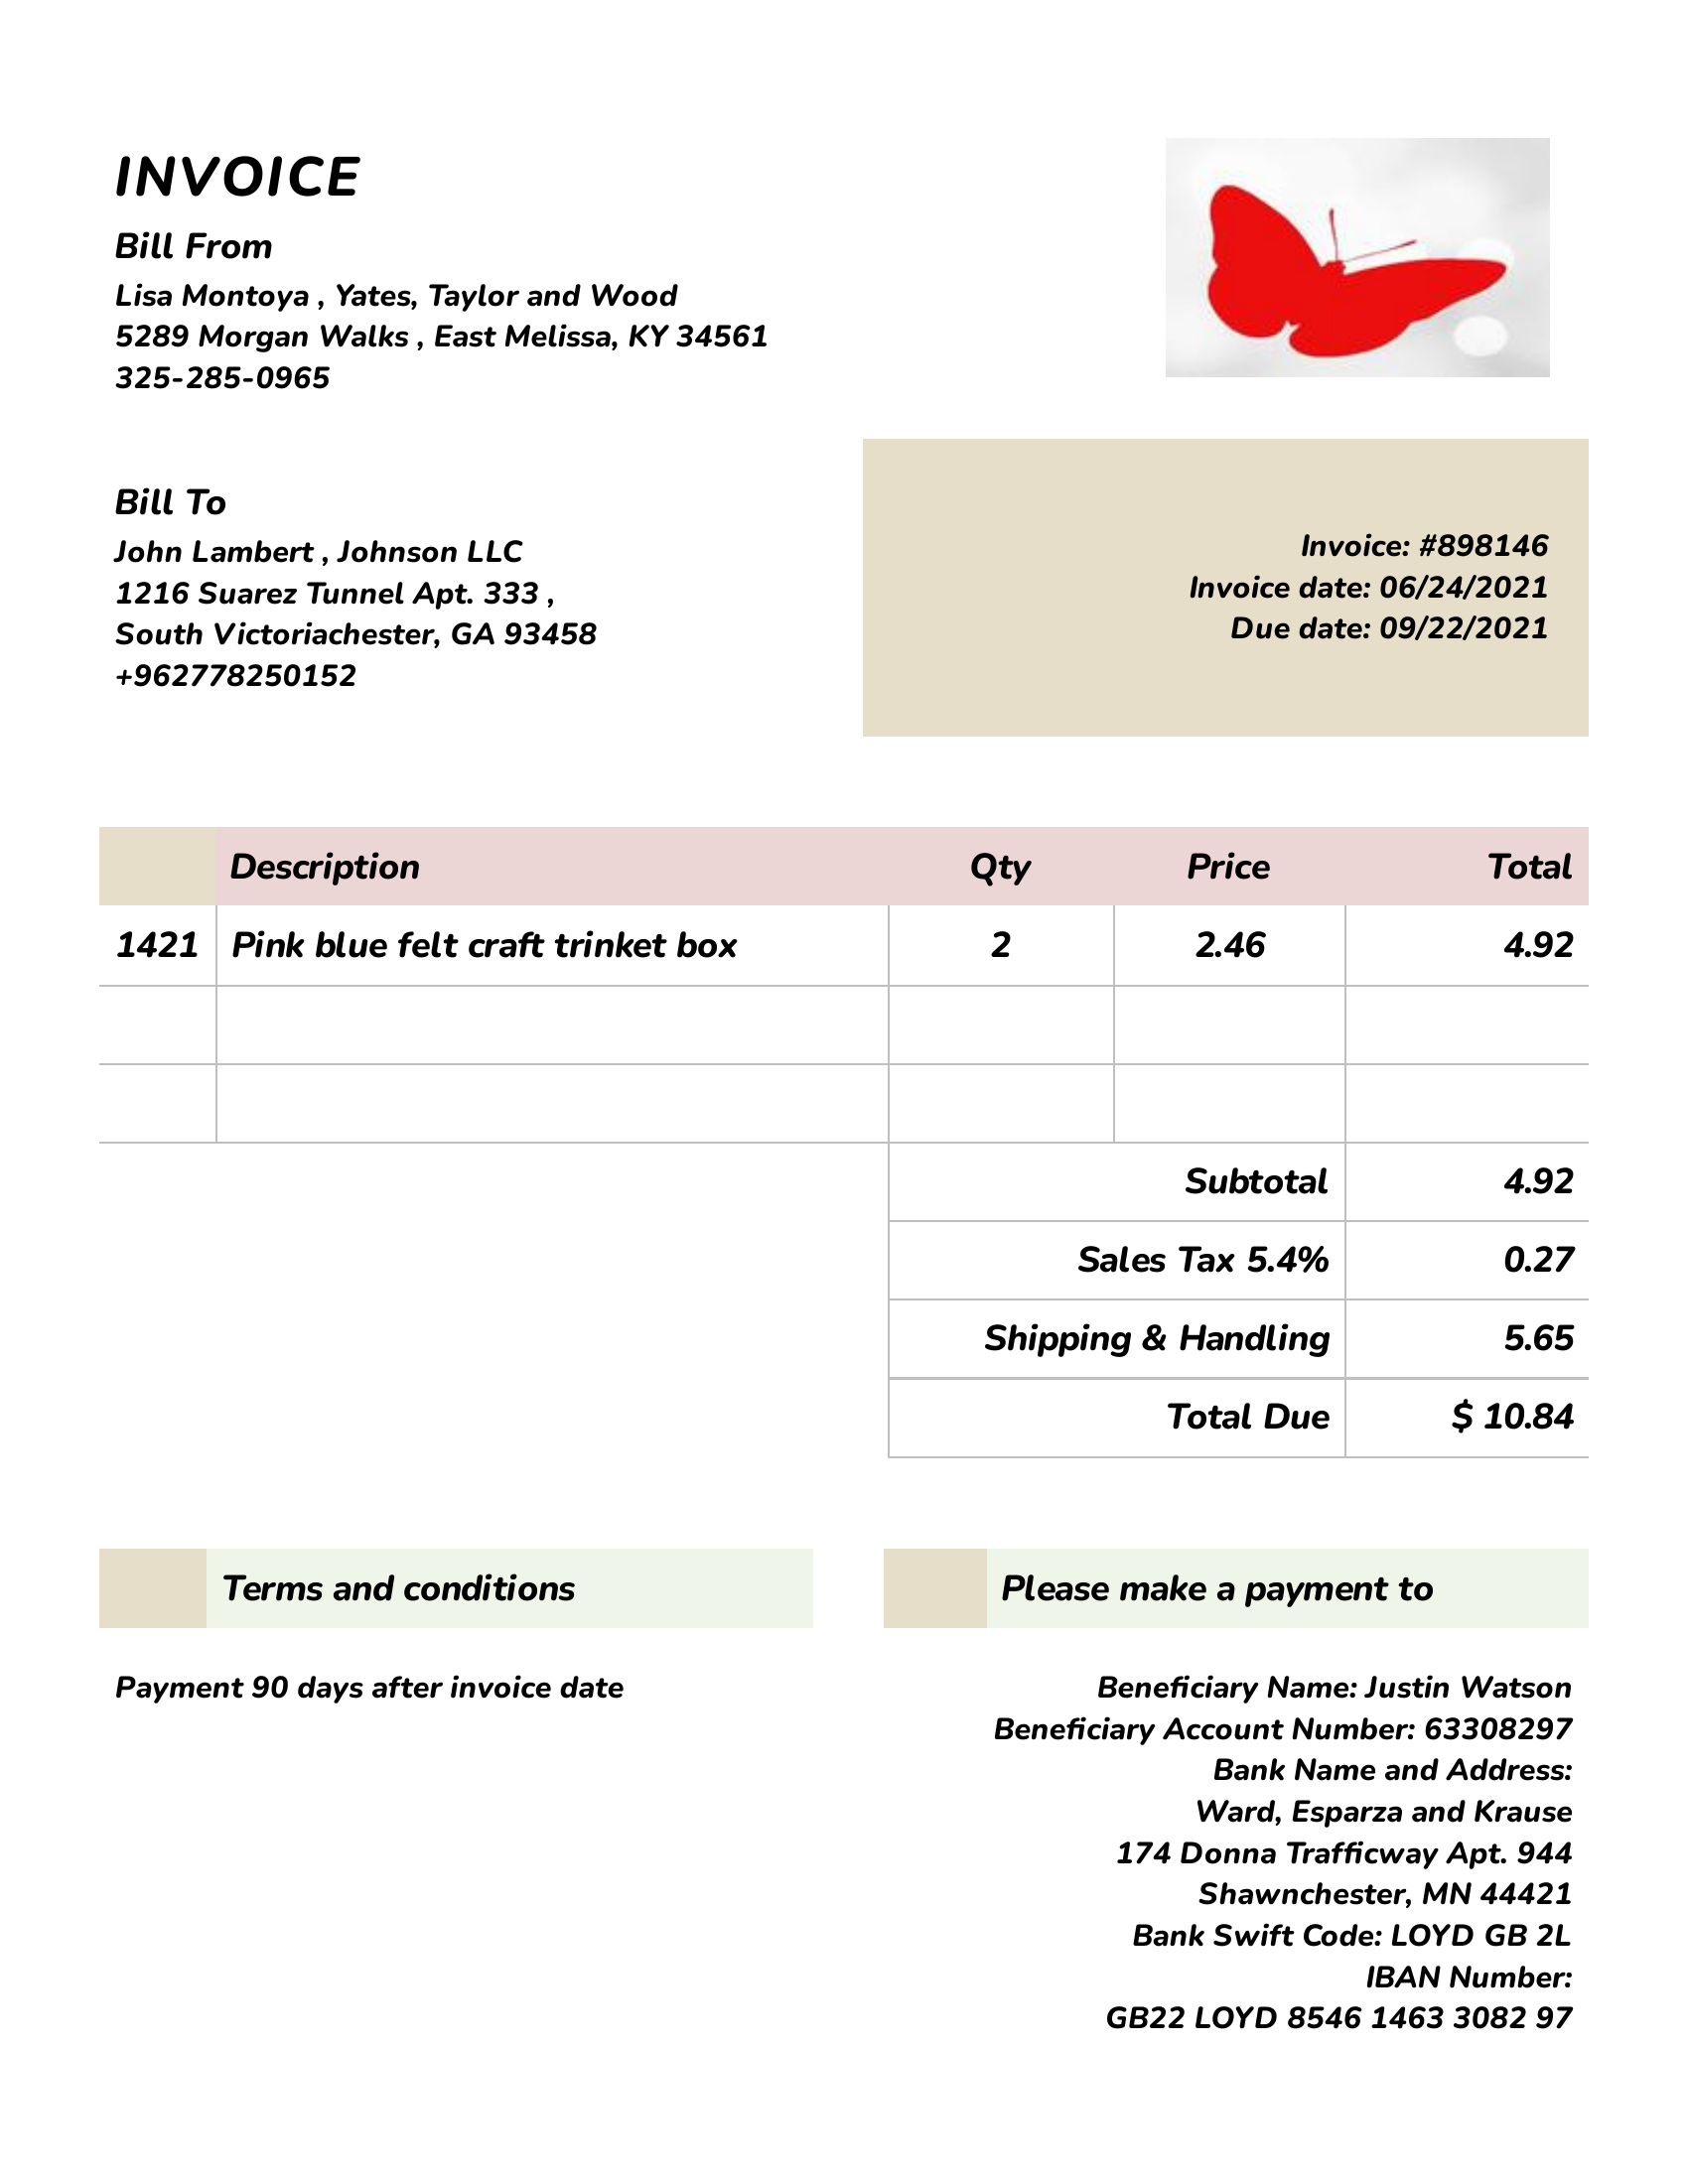 INVOICE
Bill From
Lisa Montoya , Yates, Taylor and Wood
5289 Morgan Walks , East Melissa, KY 34561
325-285-0965
Bill To
John Lambert , Johnson LLC
1216 Suarez Tunnel Apt. 333 ,
South Victoriachester, GA 93458
+962778250152
Invoice: #898146
Invoice date: 06/24/2021
Due date: 09/22/2021
Description Qty Price Total
1421 Pink blue felt craft trinket box 2 2.46 4.92
Subtotal 4.92
Sales Tax 5.4% 0.27
Shipping & Handling 5.65
Total Due $ 10.84
Terms and conditions
Payment 90 days after invoice date
Please make a payment to
Beneficiary Name: Justin Watson
Beneficiary Account Number: 63308297
Bank Name and Address:
Ward, Esparza and Krause
174 Donna Trafficway Apt. 944
Shawnchester, MN 44421
Bank Swift Code: LOYD GB 2L
IBAN Number:
GB22 LOYD 8546 1463 3082 97